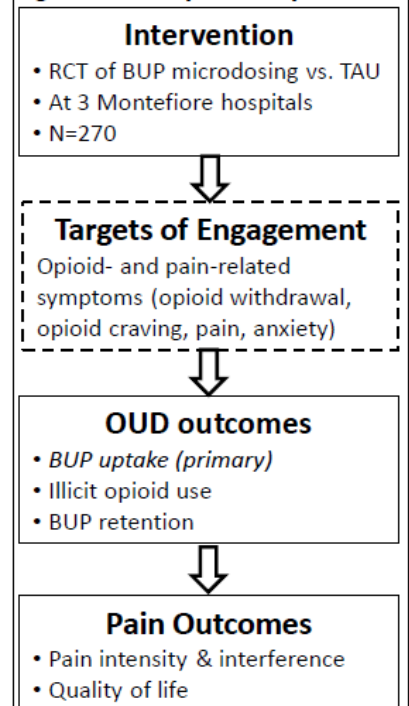 Intervention
• RCT of BUP microdosing vs. TAU
• At 3 Montefiore hospitals
• N=270
Targets of Engagement
Opioid- and pain-related
symptoms (opioid withdrawal,
opioid craving, pain, anxiety)
OUD outcomes
• BUP uptake (primary)
• Illicit opioid use
• BUP retention
Pain Outcomes
• Pain intensity & interference
• Quality of life